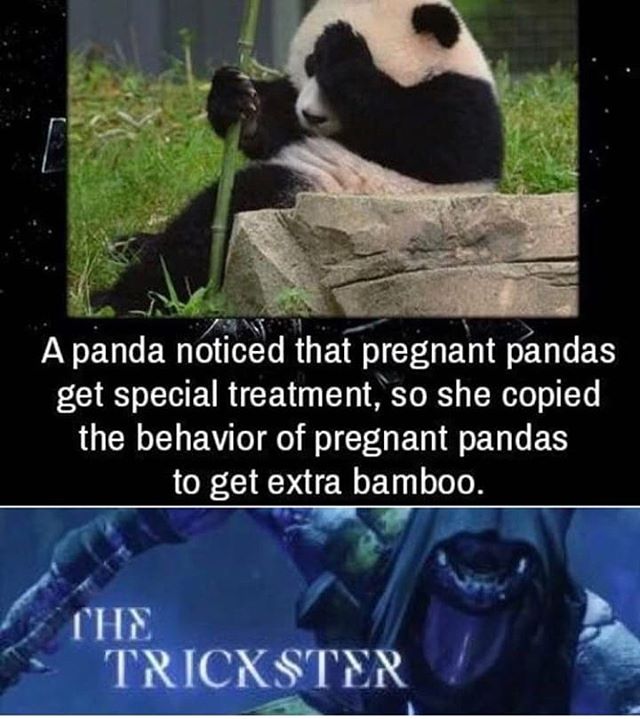 A panda noticed that pregnant pandas
get special treatment, so she copied
the behavior of pregnant pandas
to get extra bamboo.
THE
TRICKSTER